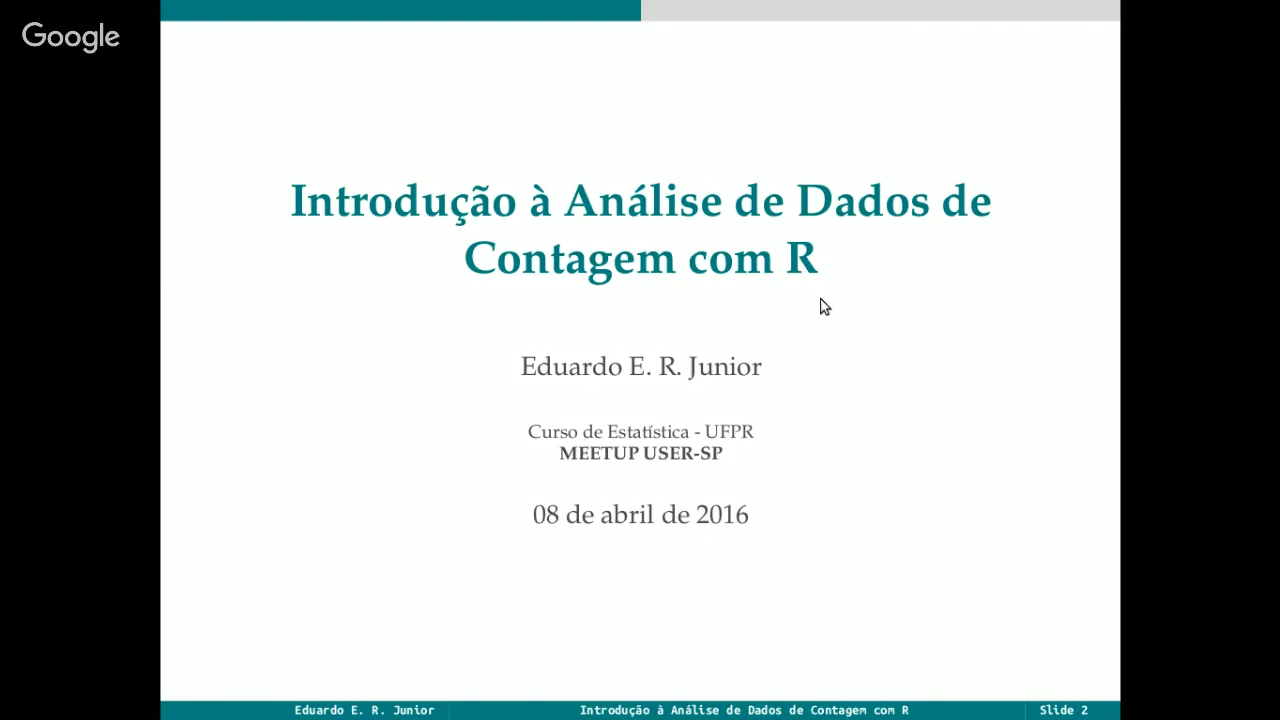 Google
Introdução à Análise de Dados de
Contagem com R
Eduardo E. R. Junior
Curso de Estatística - UFPR
MEETUP USER-SP
08 de abril de 2016
Eduardo E. R. Junior
Introdução à Análise de Dados de Contagem com R
Slide 2